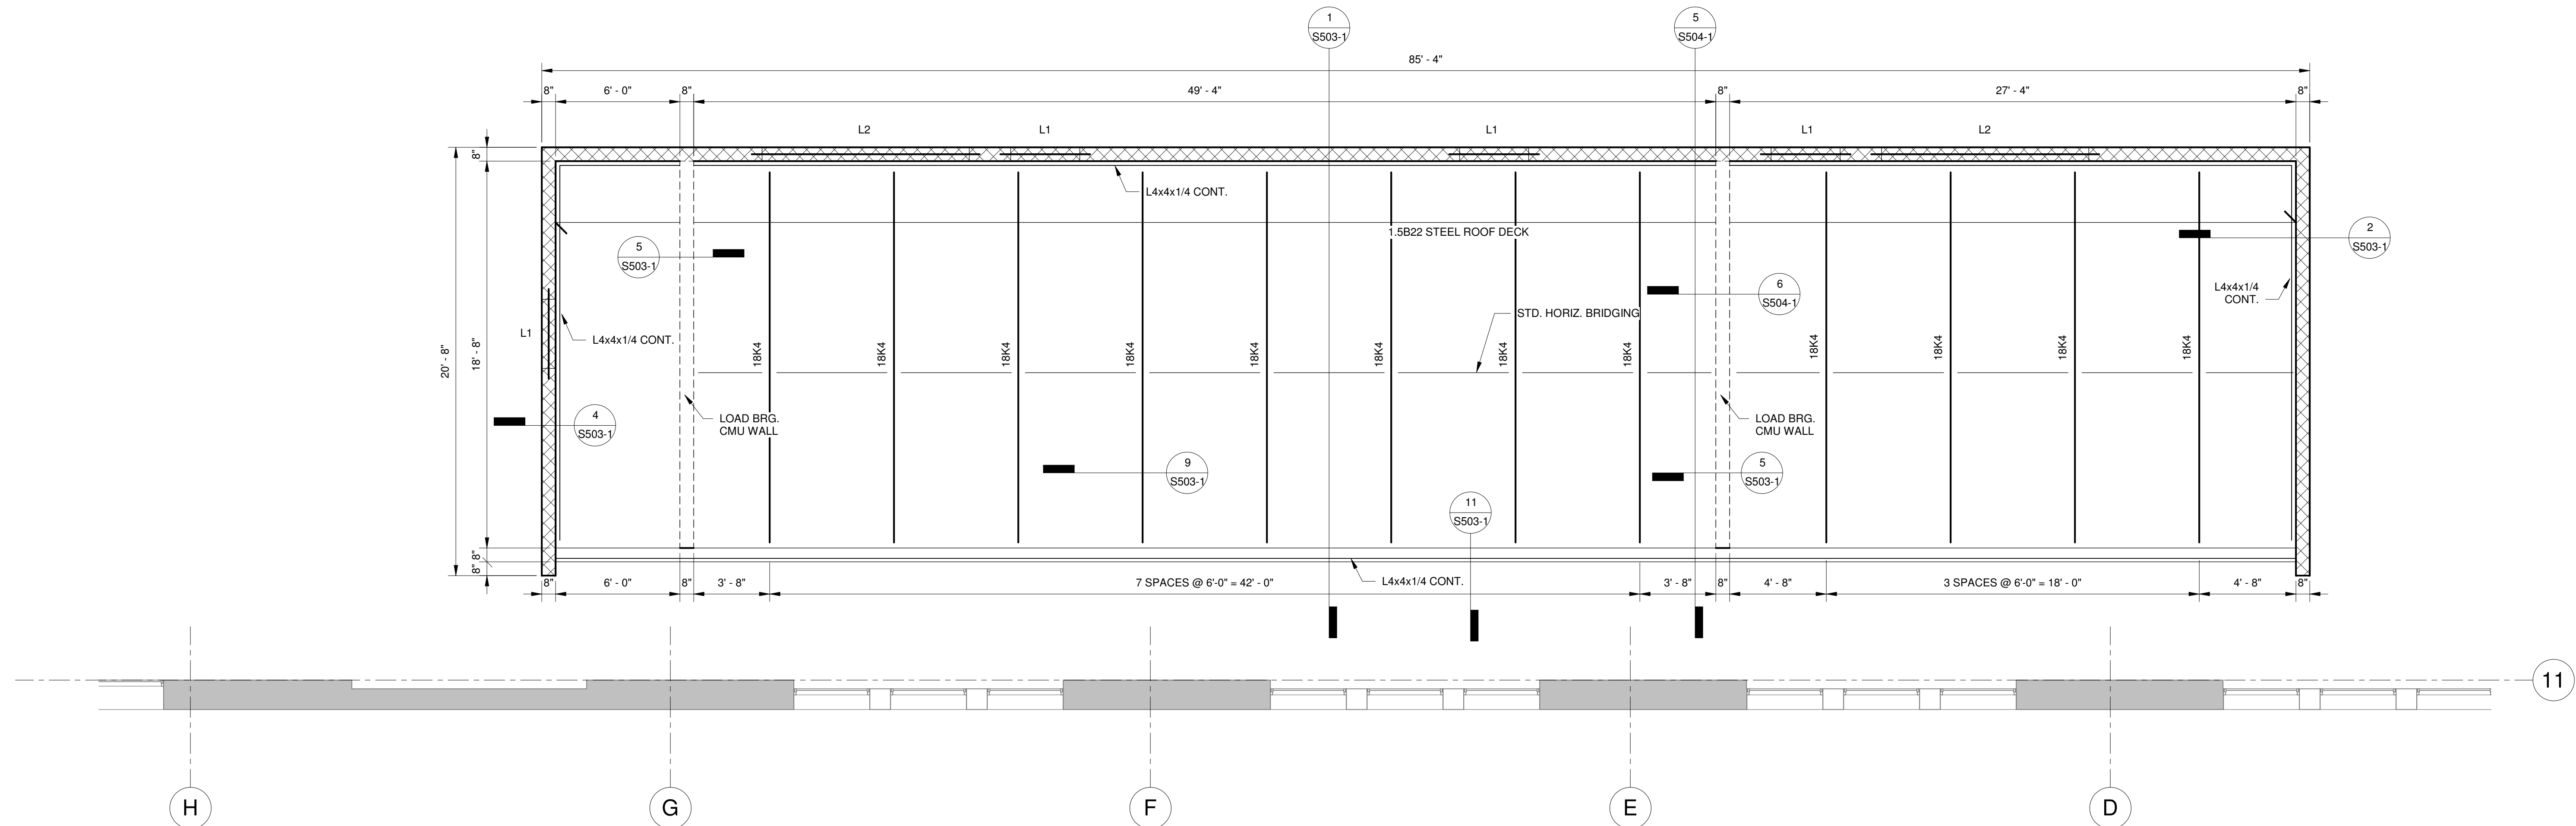 1
S503-1
5
S504-1
85' - 4"
8"
6' - 0"
8"
49' - 4"
8"
27' - 4"
8"
L2
L1
L1
L1
L2
8"
L4x4x1/4 CONT.
1.5B22 STEEL ROOF DECK
5
S503-1
2
S503-1
6
S504-1
L4x4x1/4
CONT.
STD. HORIZ. BRIDGING
L1
L4x4x1/4 CONT.
20' - 8"
18' - 8"
18K4
18K4
18K4
18K4
18K4
18K4
18K4
18K4
18K4
18K4
18K4
18K4
4
S503-1
LOAD BRG.
CMU WALL
LOAD BRG.
CMU WALL
9
S503-1
5
S503-1
11
S503-1
8"
8"
L4x4x1/4 CONT.
8"
6' - 0"
8"
3' - 8"
7 SPACES @ 6'-0" = 42' - 0"
3' - 8"
8"
4' - 8"
3 SPACES @ 6'-0" = 18' - 0"
4' - 8"
8"
11
H
G
F
E
D